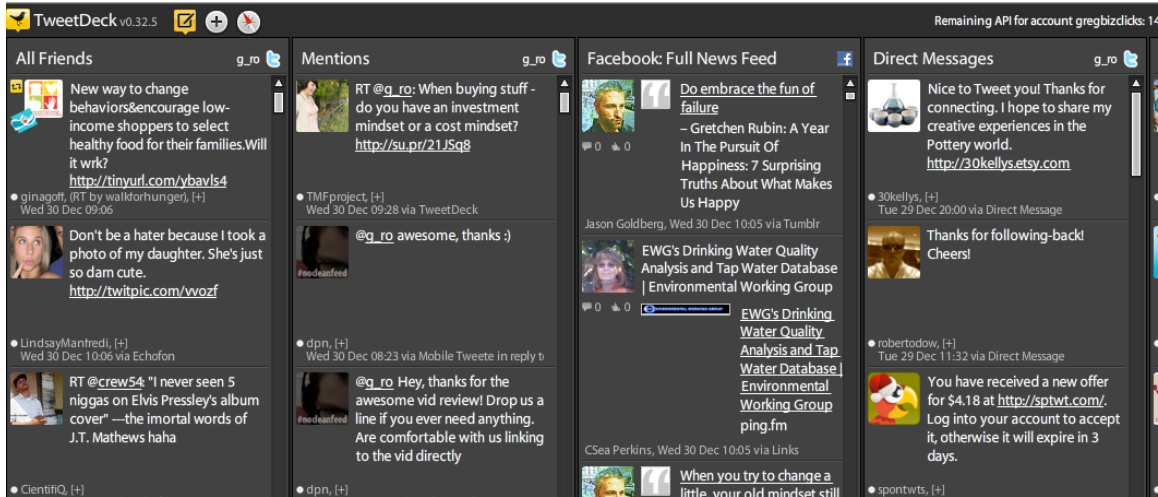 TweetDeck v0.32.5
Remaining API for account gregbizclicks: 14
All Friends
g_ro
New way to change
behaviors&encourage low-
income shoppers to select
healthy food for their families.Will
it wrk?
http://tinyurl.com/ybavls4
ginagoff, (RT by walkforhunger), [+]
Wed 30 Dec 09:06
Don't be a hater because I took a
photo of my daughter. She's just
so darn cute.
http://twitpic.com/vvozf
LindsayManfredi, [+]
Wed 30 Dec 10:06 via Echofon
RT @crew54: "I never seen 5
niggas on Elvis Pressley's album
cover" ---the imortal words of
J.T. Mathews haha
CientifiQ, [+]
Mentions
g_ro
RT @g_ro: When buying stuff -
do you have an investment
mindset or a cost mindset?
http://su.pr/21JSq8
TMFproject, [+]
Wed 30 Dec 09:28 via TweetDeck
@g_ro awesome, thanks :)
#nodeanfeed
dpn, [+]
Wed 30 Dec 08:23 via Mobile Tweete in reply to
@g_ro Hey, thanks for the
awesome vid review! Drop us a
line if you ever need anything.
Are comfortable with us linking
to the vid directly
#nodeanfeed
dpn, [+]
Facebook: Full News Feed
Do embrace the fun of
failure
– Gretchen Rubin: A Year
In The Pursuit Of
Happiness: 7 Surprising
Truths About What Makes
Us Happy
0 0
Jason Goldberg, Wed 30 Dec 10:05 via Tumblr
EWG's Drinking Water Quality
Analysis and Tap Water Database
| Environmental Working Group
0 0
ENVIRONMENTAL WORKING GROUP
EWG's Drinking
Water Quality
Analysis and Tap
Water Database |
Environmental
Working Group
ping.fm
CSea Perkins, Wed 30 Dec 10:05 via Links
When you try to change a
little, your old mindset still
Direct Messages
g_ro
Nice to Tweet you! Thanks for
connecting. I hope to share my
creative experiences in the
Pottery world.
http://30kellys.etsy.com
30kellys, [+]
Tue 29 Dec 20:00 via Direct Message
Thanks for following-back!
Cheers!
robertodow, [+]
Tue 29 Dec 11:32 via Direct Message
You have received a new offer
for $4.18 at http://sptwt.com/.
Log into your account to accept
it, otherwise it will expire in 3
days.
spontwts, [+]